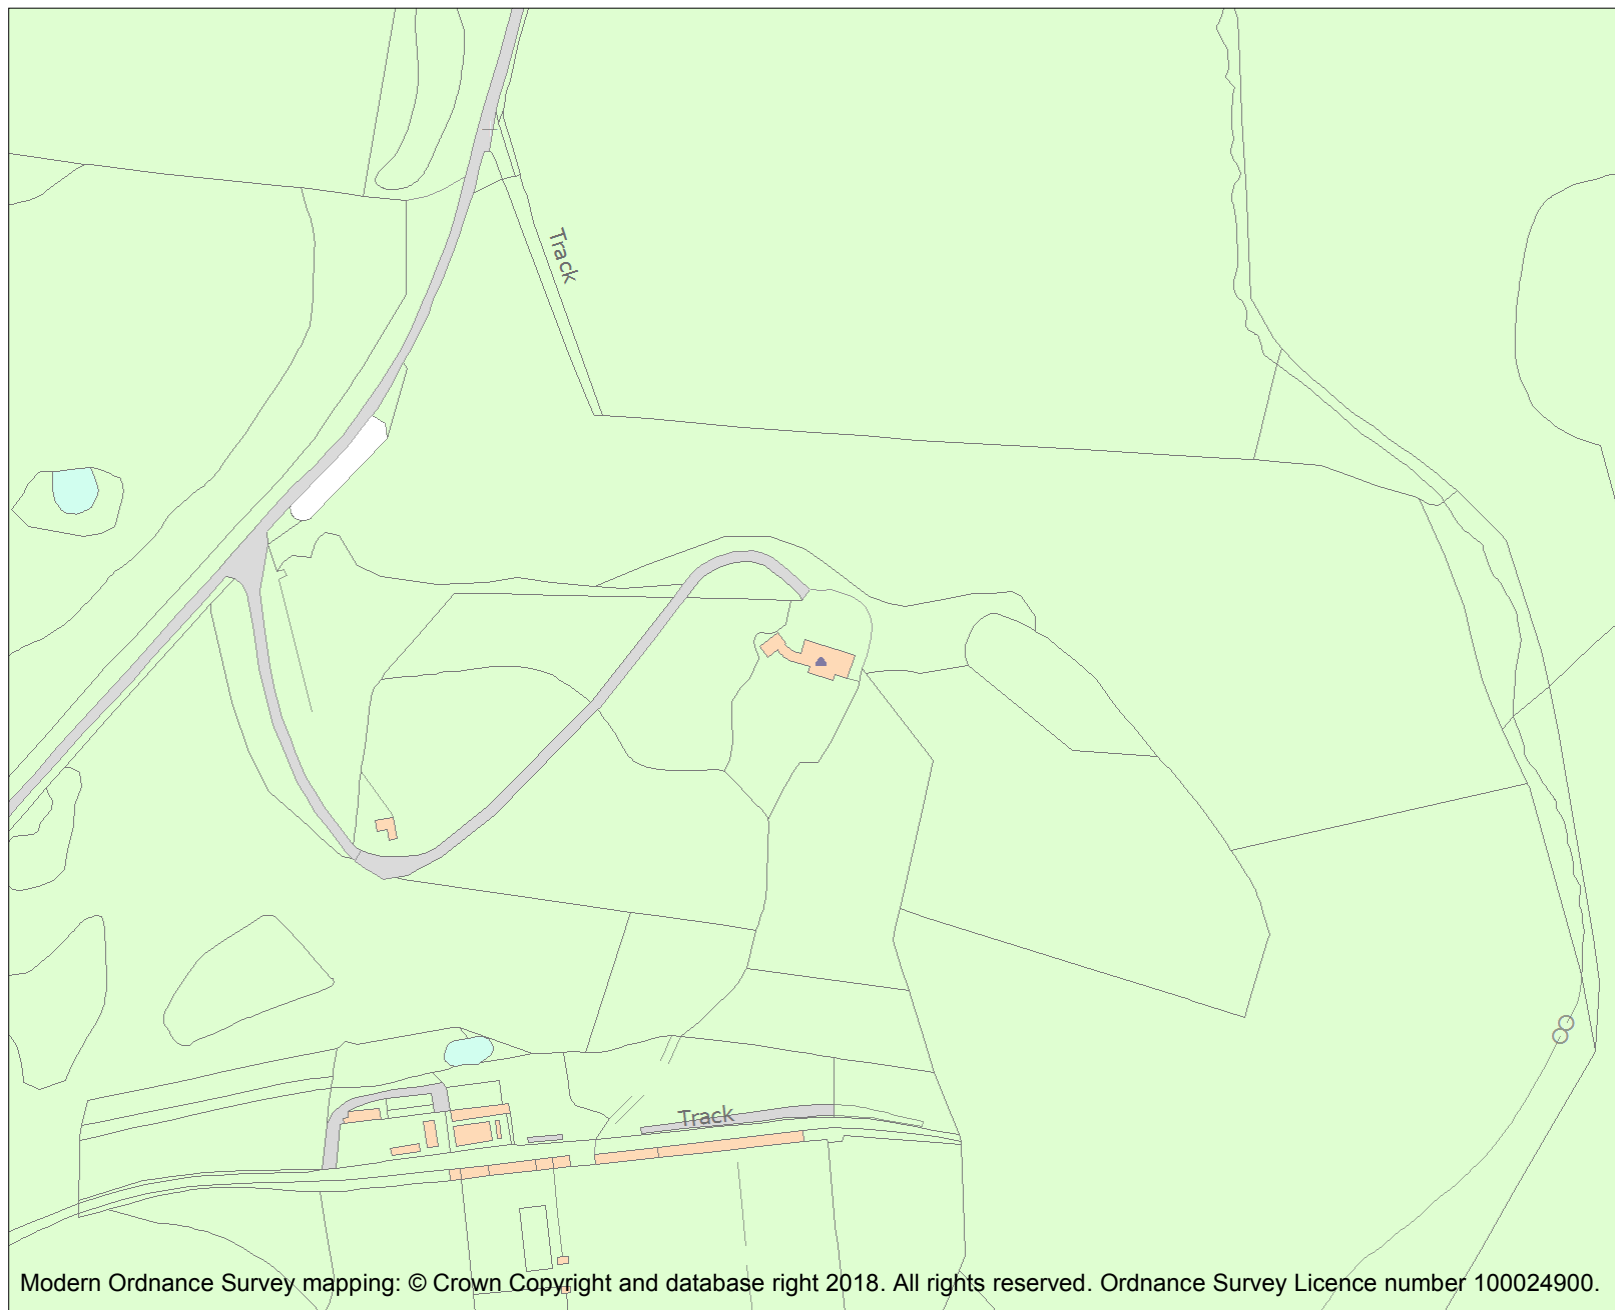 Track
Track
Modern Ordnance Survey mapping: © Crown Copyright and database right 2018. All rights reserved. Ordnance Survey Licence number 100024900.